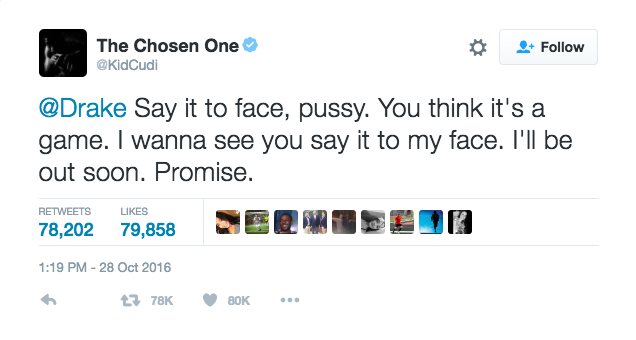 The Chosen One
@KidCudi
Follow
@Drake Say it to face, pussy. You think it's a
game. I wanna see you say it to my face. I'll be
out soon. Promise.
RETWEETS LIKES
78,202 79,858
1:19 PM - 28 Oct 2016
78K 80K